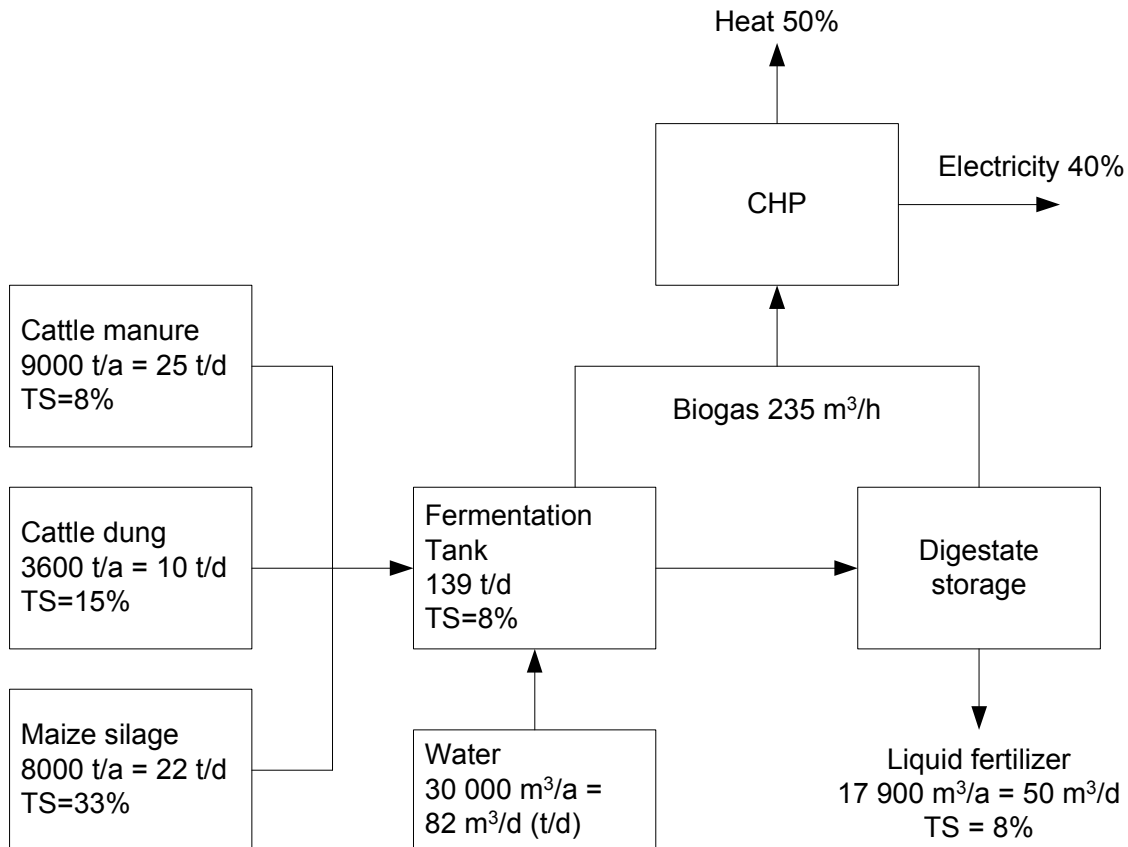 Heat 50%
CHP
Electricity 40%
Cattle manure
9000 t/a = 25 t/d
TS=8%
Biogas 235 m³/h
Cattle dung
3600 t/a = 10 t/d
TS=15%
Fermentation
Tank
139 t/d
TS=8%
Digestate
storage
Maize silage
8000 t/a = 22 t/d
TS=33%
Water
30 000 m³/a =
82 m³/d (t/d)
Liquid fertilizer
17 900 m³/a = 50 m³/d
TS = 8%